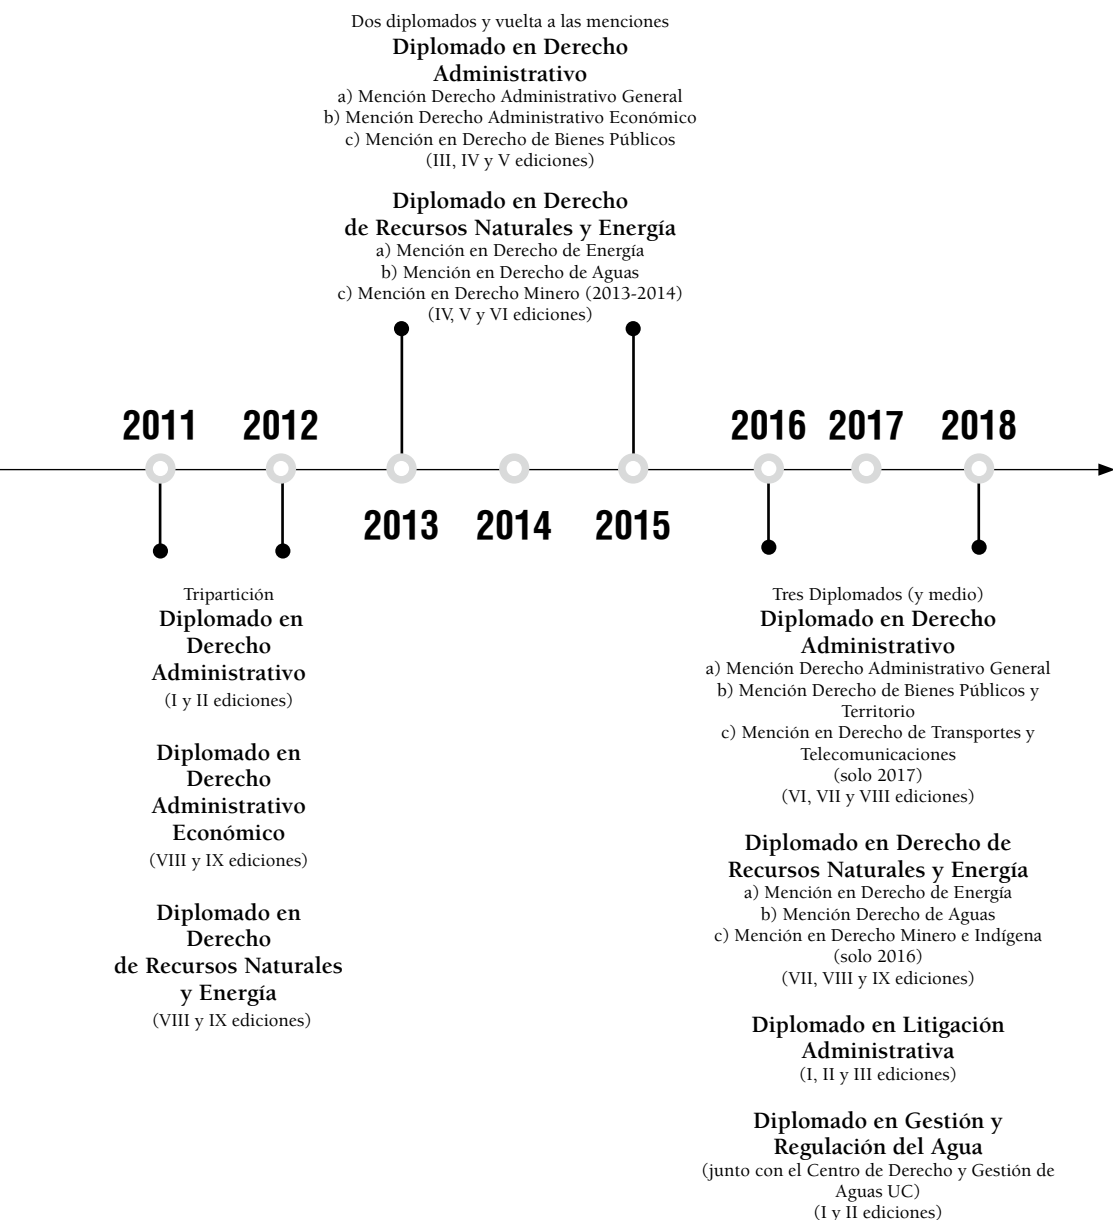 Dos diplomados y vuelta a las menciones
Diplomado en Derecho
Administrativo
a) Mención Derecho Administrativo General
b) Mención Derecho Administrativo Económico
c) Mención en Derecho de Bienes Públicos
(III, IV y V ediciones)
Diplomado en Derecho
de Recursos Naturales y Energía
a) Mención en Derecho de Energía
b) Mención en Derecho de Aguas
c) Mención en Derecho Minero (2013-2014)
(IV, V y VI ediciones)
2011 2012 2016 2017 2018
2013 2014 2015
Tripartición
Diplomado en
Derecho
Administrativo
(I y II ediciones)
Diplomado en
Derecho
Administrativo
Económico
(VIII y IX ediciones)
Diplomado en
Derecho
de Recursos Naturales
y Energía
(VIII y IX ediciones)
Tres Diplomados (y medio)
Diplomado en Derecho
Administrativo
a) Mención Derecho Administrativo General
b) Mención Derecho de Bienes Públicos y
Territorio
c) Mención en Derecho de Transportes y
Telecomunicaciones
(solo 2017)
(VI, VII y VIII ediciones)
Diplomado en Derecho de
Recursos Naturales y Energía
a) Mención en Derecho de Energía
b) Mención Derecho de Aguas
c) Mención en Derecho Minero e Indígena
(solo 2016)
(VII, VIII y IX ediciones)
Diplomado en Litigación
Administrativa
(I, II y III ediciones)
Diplomado en Gestión y
Regulación del Agua
(junto con el Centro de Derecho y Gestión de
Aguas UC)
(I y II ediciones)